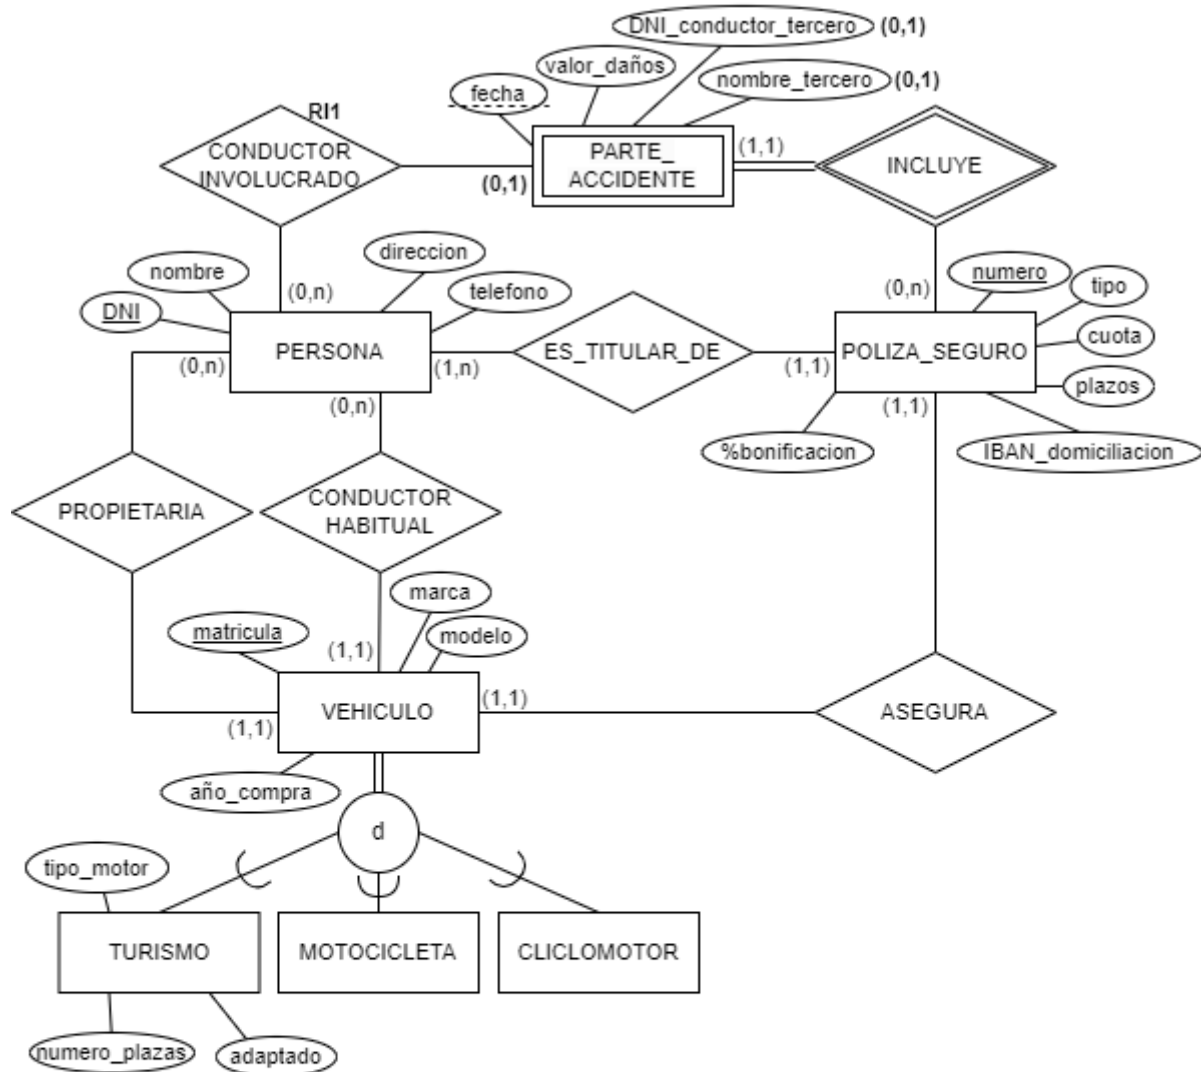 DNI_conductor_tercero (0,1)
valor_daños
nombre_tercero (0,1)
fecha
RI1
CONDUCTOR
INVOLUCRADO
(0,1)
PARTE_
ACCIDENTE
(1,1)
INCLUYE
nombre
direccion
numero
DNI
telefono
(0,n)
(0,n)
tipo
(0,n)
PERSONA
(1,n)
ES_TITULAR_DE
(1,1)
POLIZA_SEGURO
cuota
(0,n)
(1,1)
plazos
%bonificacion
IBAN_domiciliacion
PROPIETARIA
CONDUCTOR
HABITUAL
marca
matricula
modelo
(1,1)
(1,1)
VEHICULO
(1,1)
ASEGURA
año_compra
d
tipo_motor
TURISMO
MOTOCICLETA
CLICLOMOTOR
numero_plazas
adaptado